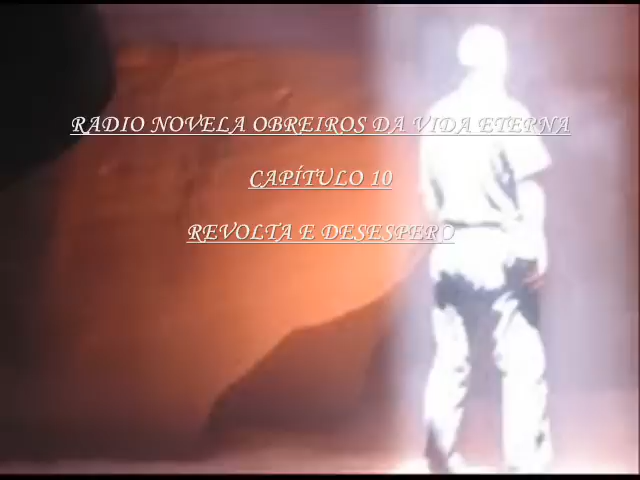 RADIO NOVELA OBREIROS DA VIDA ETERNA
CAPÍTULO 10
REVOLTA E DESESPERO